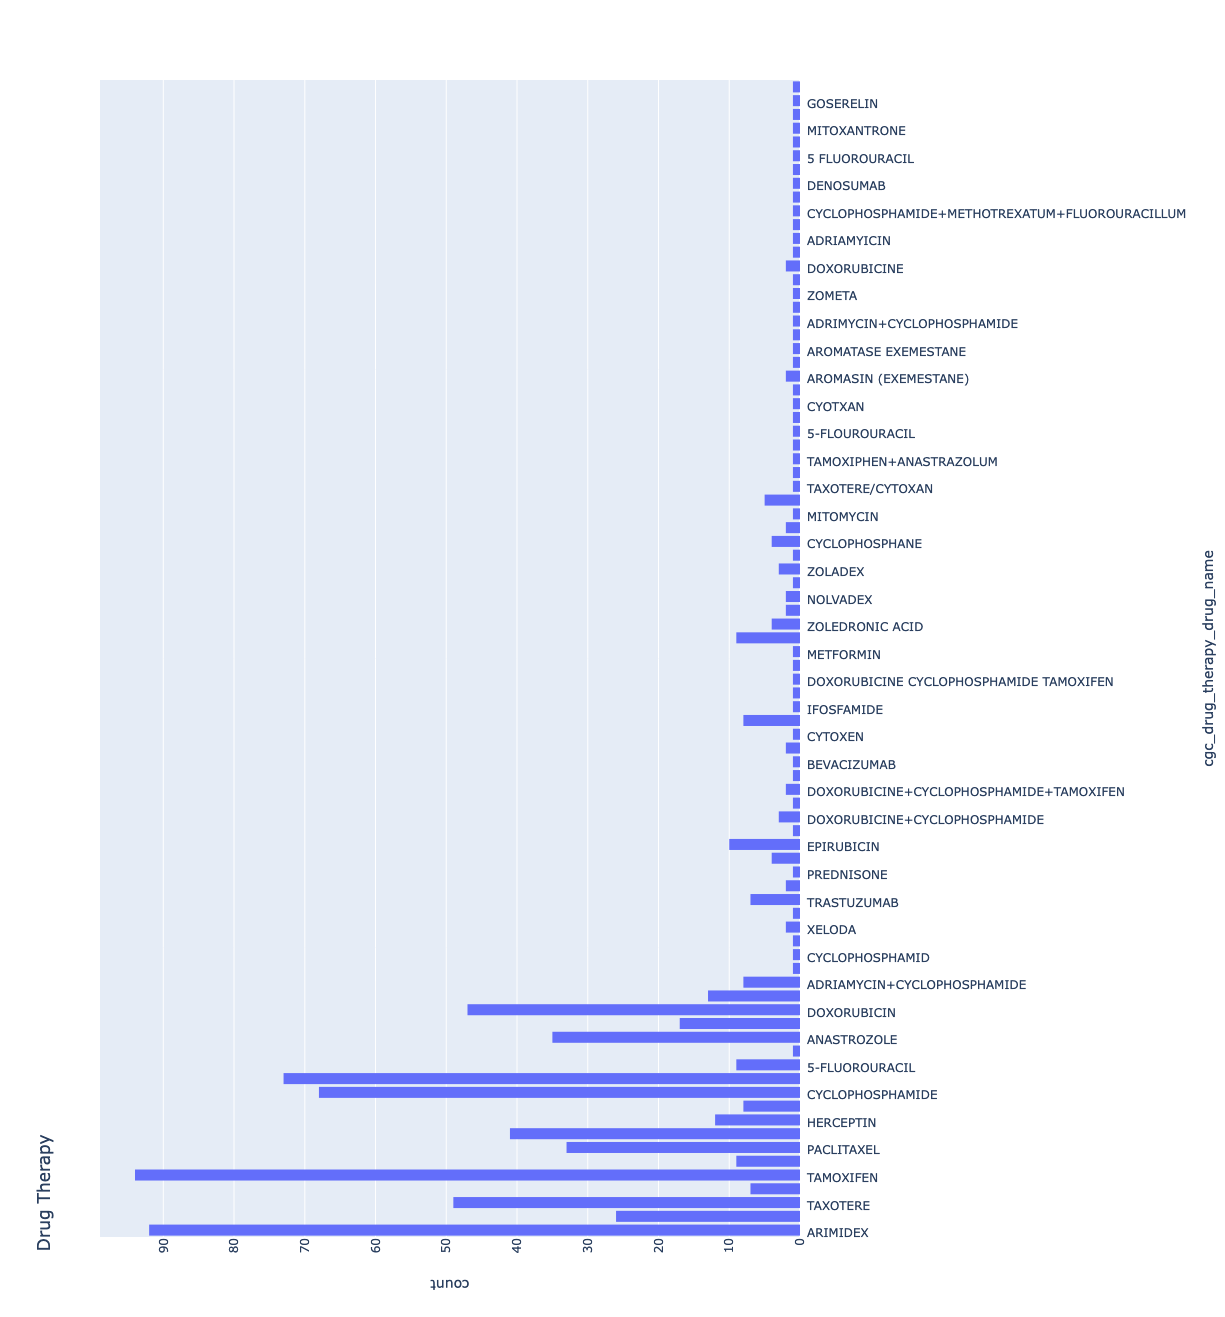 Drug Therapy
GOSERELIN
MITOXANTRONE
5 FLUOROURACIL
DENOSUMAB
CYCLOPHOSPHAMIDE+METHOTREXATUM+FLUOROURACILLUM
ADRIAMYICIN
DOXORUBICINE
ZOMETA
ADRIMYCIN+CYCLOPHOSPHAMIDE
AROMATASE EXEMESTANE
AROMASIN (EXEMESTANE)
CYOTXAN
5-FLOUROURACIL
TAMOXIPHEN+ANASTRAZOLUM
TAXOTERE/CYTOXAN
MITOMYCIN
CYCLOPHOSPHANE
ZOLADEX
NOLVADEX
ZOLEDRONIC ACID
METFORMIN
DOXORUBICINE CYCLOPHOSPHAMIDE TAMOXIFEN
IFOSFAMIDE
CYTOXEN
BEVACIZUMAB
DOXORUBICINE+CYCLOPHOSPHAMIDE+TAMOXIFEN
DOXORUBICINE+CYCLOPHOSPHAMIDE
EPIRUBICIN
PREDNISONE
TRASTUZUMAB
XELODA
CYCLOPHOSPHAMID
ADRIAMYCIN+CYCLOPHOSPHAMIDE
DOXORUBICIN
ANASTROZOLE
5-FLUOROURACIL
CYCLOPHOSPHAMIDE
HERCEPTIN
PACLITAXEL
TAMOXIFEN
TAXOTERE
ARIMIDEX
cgc_drug_therapy_drug_name
90
80
70
60
50
40
30
20
10
0
count